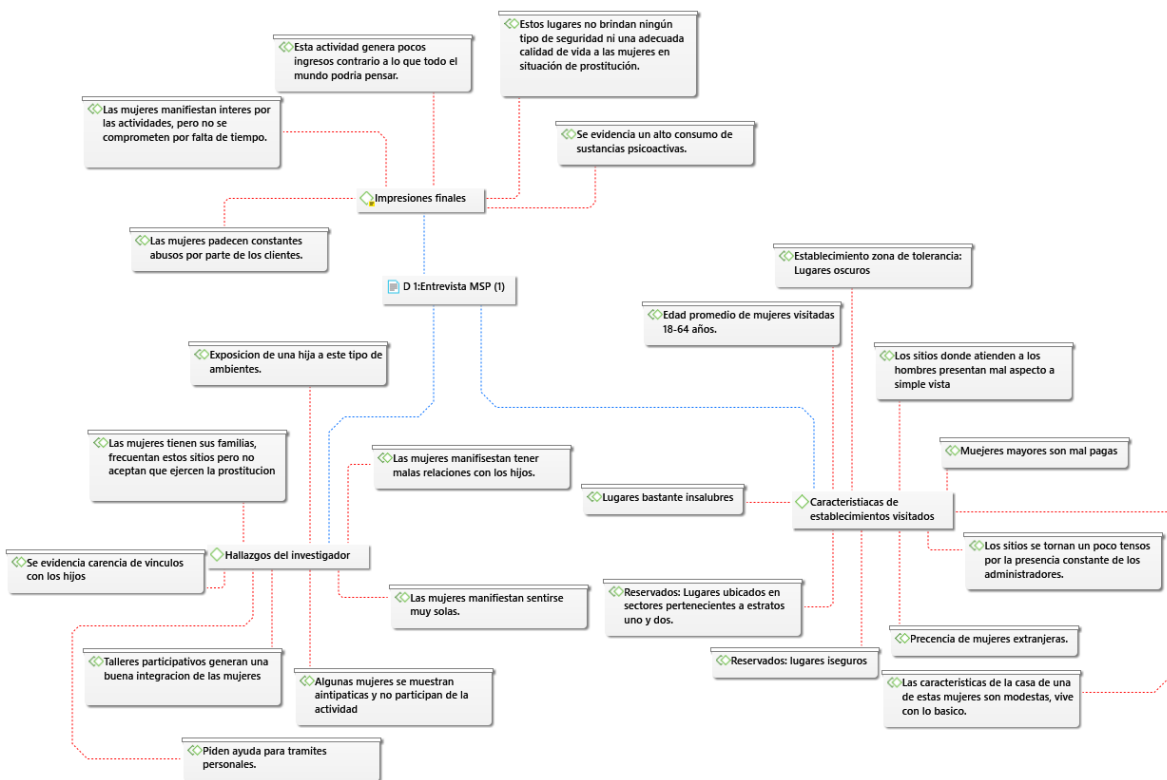 Estos lugares no brindan ningún
tipo de seguridad ni una adecuada
calidad de vida a las mujeres en
situación de prostitución.
Esta actividad genera pocos
ingresos contrario a lo que todo el
mundo podria pensar.
Las mujeres manifiestan interes por
las actividades, pero no se
comprometen por falta de tiempo.
Se evidencia un alto consumo de
sustancias psicoactivas.
Impresiones finales
Las mujeres padecen constantes
abusos por parte de los clientes.
D 1:Entrevista MSP (1)
Establecimiento zona de tolerancia:
Lugares oscuros
Edad promedio de mujeres visitadas
18-64 años.
Exposicion de una hija a este tipo de
ambientes.
Los sitios donde atienden a los
hombres presentan mal aspecto a
simple vista
Las mujeres tienen sus familias,
frecuentan estos sitios pero no
aceptan que ejercen la prostitucion
Las mujeres manifisestan tener
malas relaciones con los hijos.
Muejeres mayores son mal pagas
Lugares bastante insalubres
Caracteristiacas de
establecimientos visitados
Hallazgos del investigador
Se evidencia carencia de vinculos
con los hijos
Los sitios se tornan un poco tensos
por la presencia constante de los
administradores.
Las mujeres manifiestan sentirse
muy solas.
Reservados: Lugares ubicados en
sectores pertenecientes a estratos
uno y dos.
Precencia de mujeres extranjeras.
Talleres participativos generan una
buena integracion de las mujeres
Reservados: lugares iseguros
Algunas mujeres se muestran
aintipaticas y no participan de la
actividad
Las caracteristicas de la casa de una
de estas mujeres son modestas, vive
con lo basico.
Piden ayuda para tramites
personales.